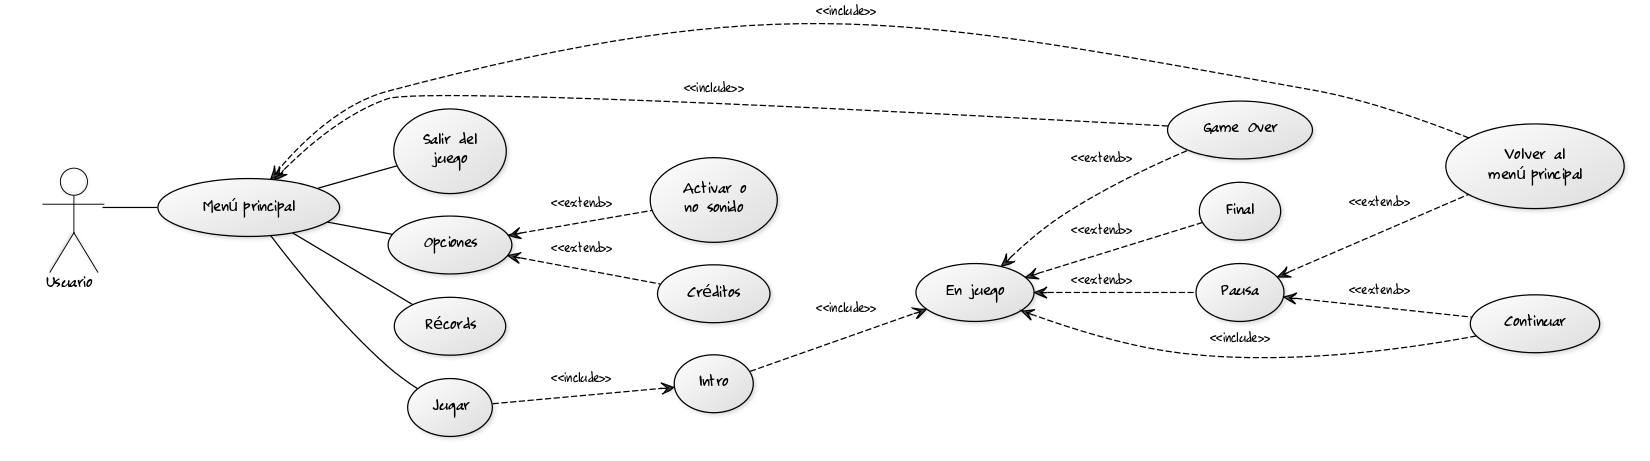 <<include>>
<<include>>
Game Over
Salir del
juego
<<extend>>
Volver al
menú principal
Activar o
no sonido
Menú principal
<<extend>>
<<extend>>
Final
<<extend>>
Opciones
<<extend>>
Usuario
<<extend>>
En juego
Pausa
<<extend>>
Créditos
<<include>>
Récords
Continuar
<<include>>
<<include>>
Intro
Jugar